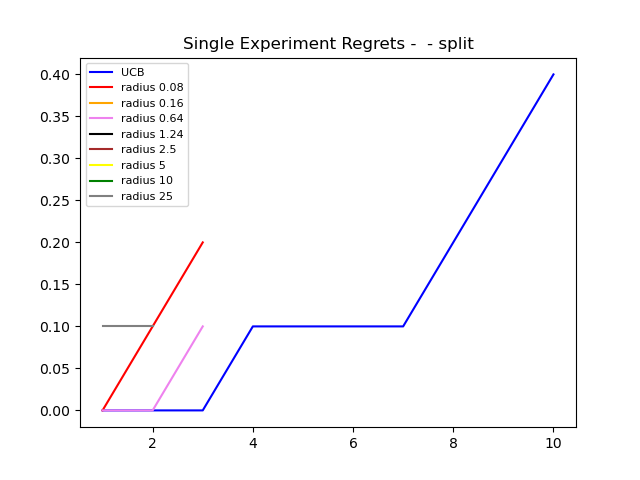 Single Experiment Regrets -  - split
0.40
0.35
0.30
0.25
0.20
0.15
0.10
0.05
0.00
UCB
radius 0.08
radius 0.16
radius 0.64
radius 1.24
radius 2.5
radius 5
radius 10
radius 25
2 4 6 8 10